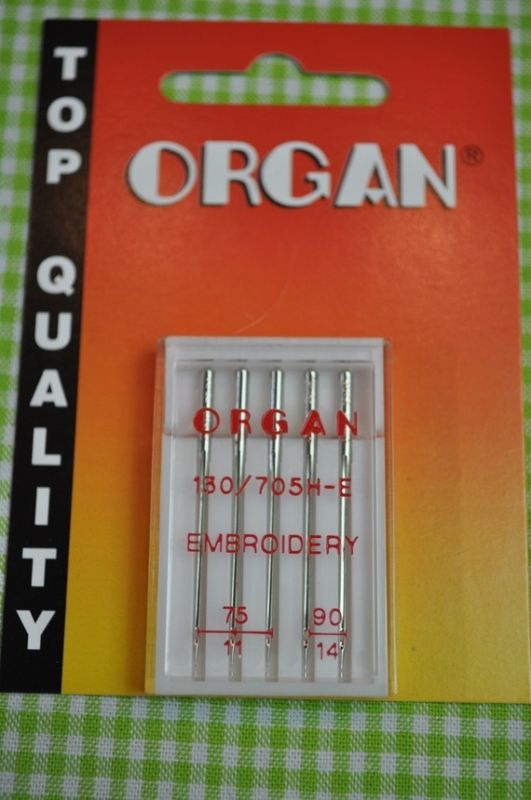 TOP QUALITY
ORGAN®
ORGAN
130/705H-E
EMBROIDERY
75 90
11 14